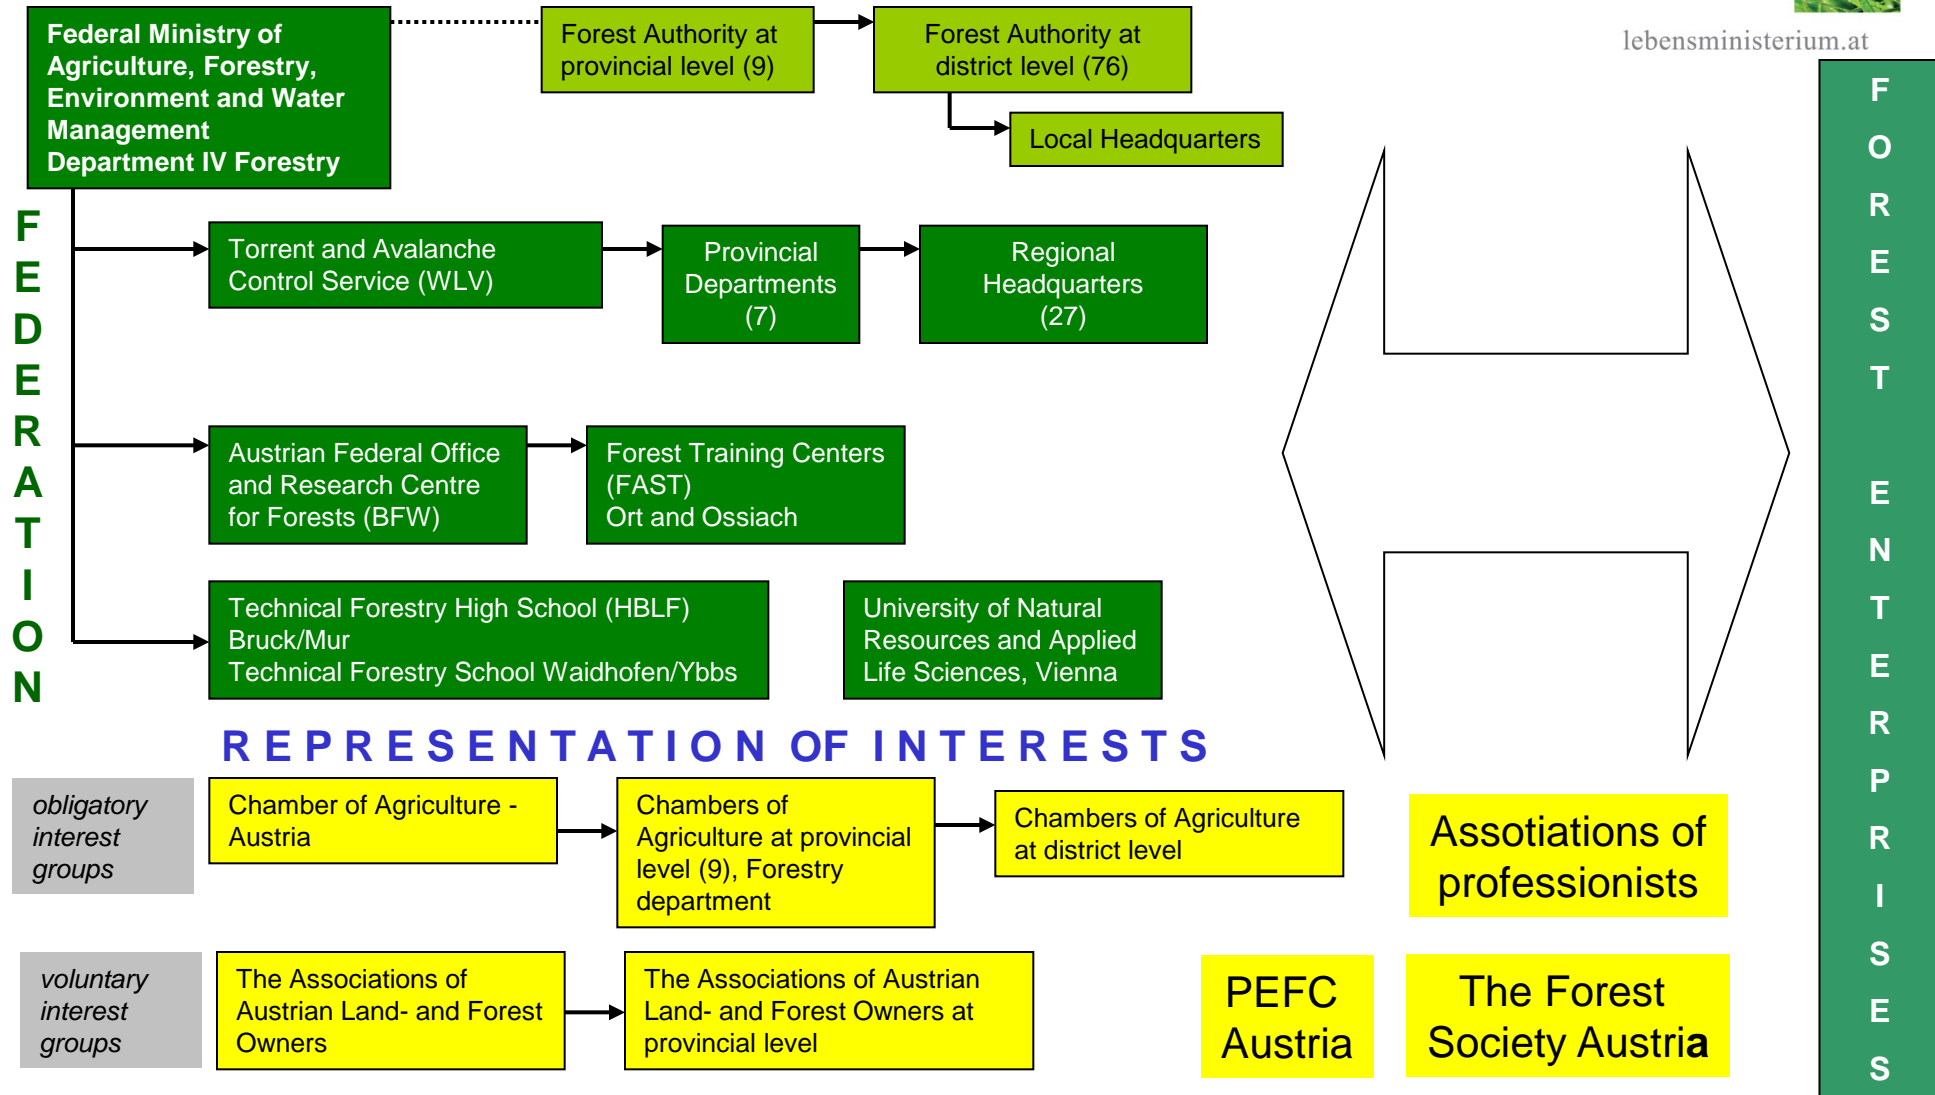 Federal Ministry of
Agriculture, Forestry,
Environment and Water
Management
Department IV Forestry
Forest Authority at
provincial level (9)
Forest Authority at
district level (76)
Local Headquarters
lebensministerium.at
FEDERATION
Torrent and Avalanche
Control Service (WLV)
Provincial
Departments
(7)
Regional
Headquarters
(27)
Austrian Federal Office
and Research Centre
for Forests (BFW)
Forest Training Centers
(FAST)
Ort and Ossiach
Technical Forestry High School (HBLF)
Bruck/Mur
Technical Forestry School Waidhofen/Ybbs
University of Natural
Resources and Applied
Life Sciences, Vienna
FOREST ENTERPRISES
REPRESENTATION OF INTERESTS
obligatory
interest
groups
Chamber of Agriculture -
Austria
Chambers of
Agriculture at provincial
level (9), Forestry
department
Chambers of Agriculture
at district level
Assotiations of
professionists
voluntary
interest
groups
The Associations of
Austrian Land- and Forest
Owners
The Associations of Austrian
Land- and Forest Owners at
provincial level
PEFC
Austria
The Forest
Society Austria